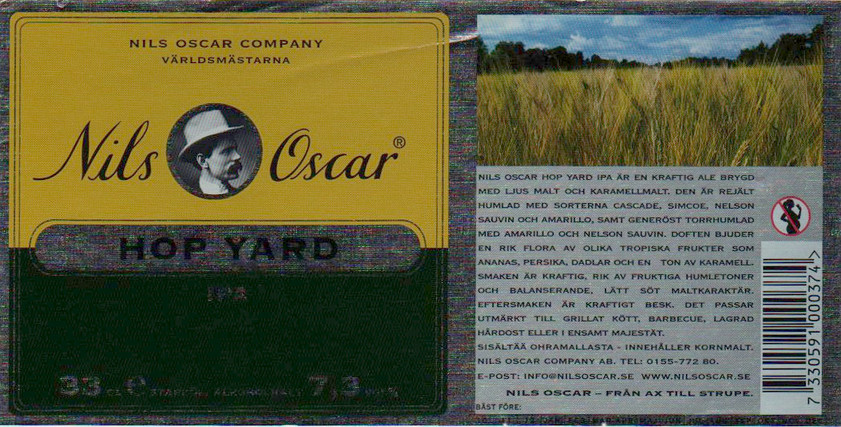 NILS OSCAR COMPANY
VÄRLDSMÄSTARNA
Nils Oscar®
HOP YARD
IPA
33 CL e STARKÖL ALKOHOLHALT 7,3 VOL%
NILS OSCAR HOP YARD IPA ÄR EN KRAFTIG ALE BRYGD
MED LJUS MALT OCH KARAMELLMALT. DEN ÄR REJÄLT
HUMLAD MED SORTERNA CASCADE, SIMCOE, NELSON
SAUVIN OCH AMARILLO, SAMT GENERÖST TORRHUMLAD
MED AMARILLO OCH NELSON SAUVIN. DOFTEN BJUDER
EN RIK FLORA AV OLIKA TROPISKA FRUKTER SOM
ANANAS, PERSIKA, DADLAR OCH EN TON AV KARAMELL.
SMAKEN ÄR KRAFTIG, RIK AV FRUKTIGA HUMLETONER
OCH BALANSERANDE, LÄTT SÖT MALTKARAKTÄR.
EFTERSMAKEN ÄR KRAFTIGT BESK. DET PASSAR
UTMÄRKT TILL GRILLAT KÖTT, BARBECUE, LAGRAD
HÅRDOST ELLER I ENSAMT MAJESTÄT.
SISÄLTÄÄ OHRAMALLASTA - INNEHÅLLER KORNMALT.
NILS OSCAR COMPANY AB. TEL: 0155-772 80.
E-POST: INFO@NILSOSCAR.SE WWW.NILSOSCAR.SE
NILS OSCAR – FRÅN AX TILL STRUPE.
BÄST FÖRE:
7 330591 000374 >